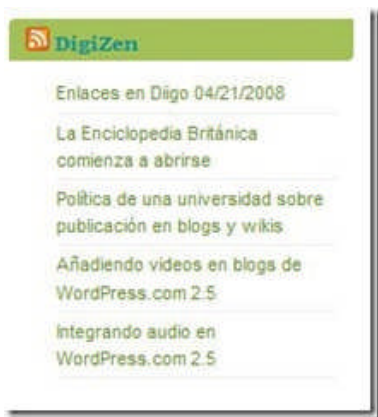 DigiZen
Enlaces en Diigo 04/21/2008
La Enciclopedia Británica
comienza a abrirse
Política de una universidad sobre
publicación en blogs y wikis
Añadiendo videos en blogs de
WordPress.com 2.5
Integrando audio en
WordPress.com 2.5